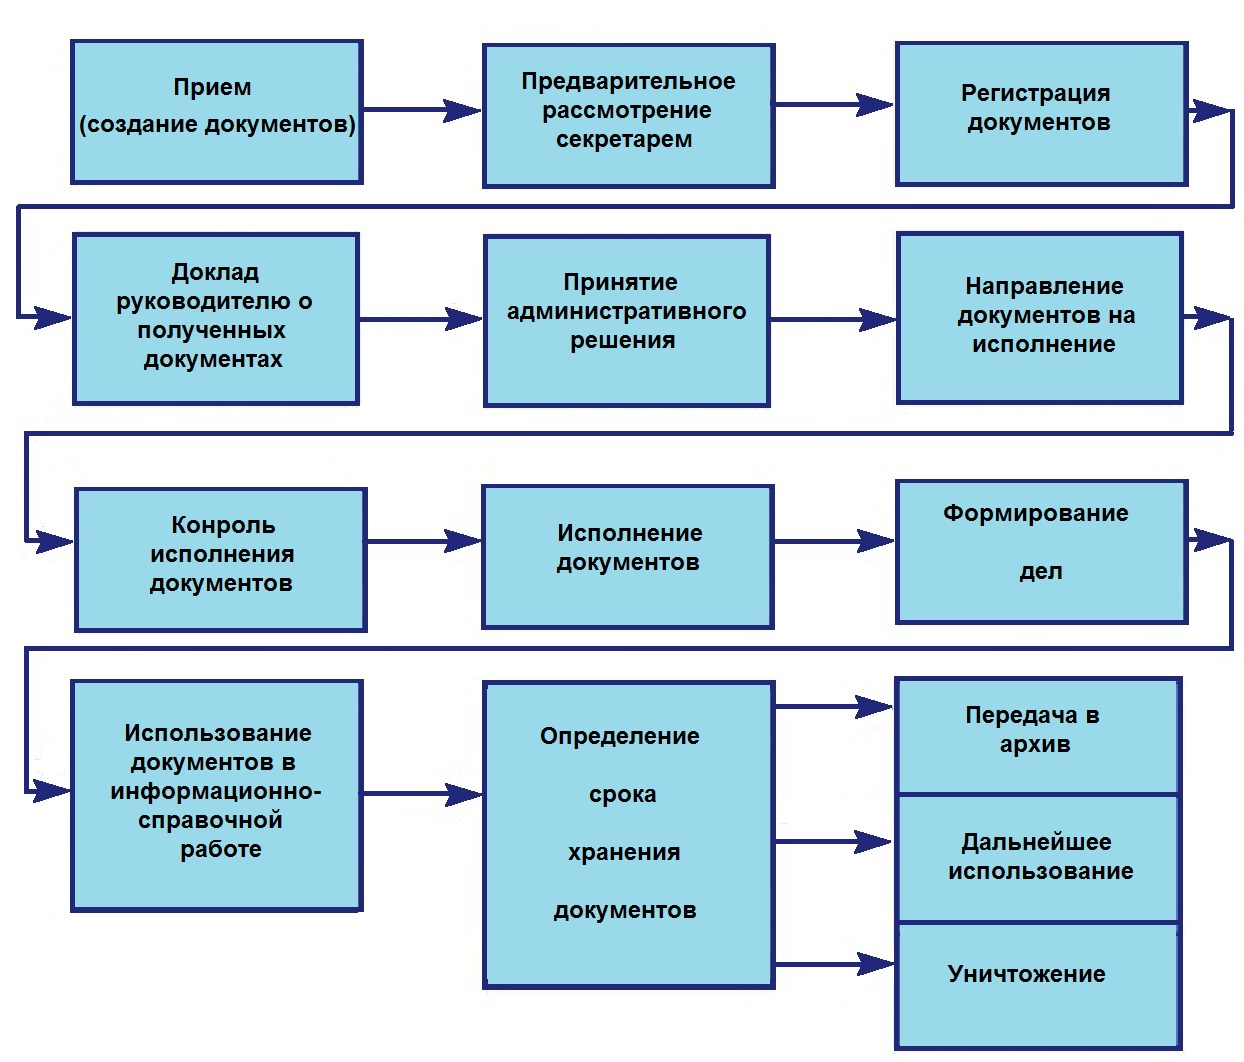 Прием
(создание документов)
Предварительное
рассмотрение
секретарем
Регистрация
документов
Доклад
руководителю о
полученных
документах
Принятие
административного
решения
Направление
документов на
исполнение
Конроль
исполнения
документов
Исполнение
документов
Формирование
дел
Использование
документов в
информационно-
справочной
работе
Определение
срока
хранения
документов
Передача в
архив
Дальнейшее
использование
Уничтожение